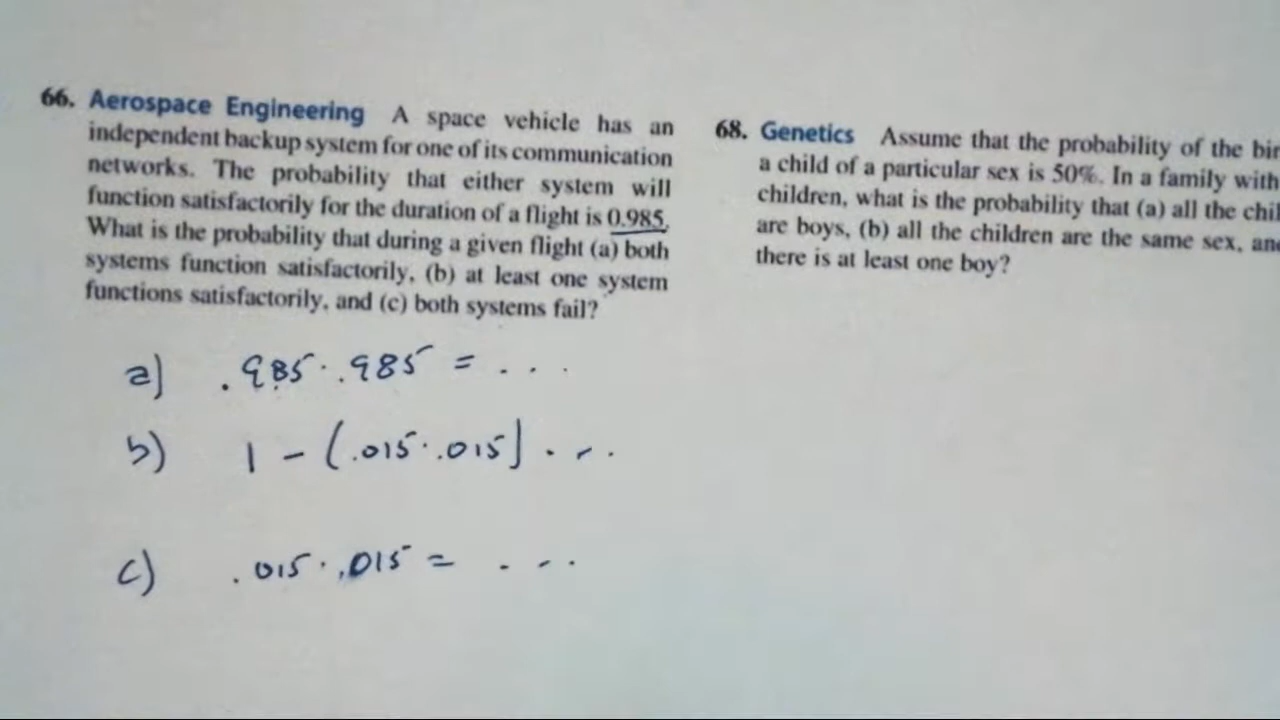 66. Aerospace Engineering A space vehicle has an
independent backup system for one of its communication
networks. The probability that either system will
function satisfactorily for the duration of a flight is 0.985.
What is the probability that during a given flight (a) both
systems function satisfactorily, (b) at least one system
functions satisfactorily, and (c) both systems fail?
a) .985 · .985 = ...
b) 1 - (.015 · .015) ...
c) .015 · .015 = ...
68. Genetics Assume that the probability of the bir
a child of a particular sex is 50%. In a family with
children, what is the probability that (a) all the chil
are boys, (b) all the children are the same sex, and
there is at least one boy?